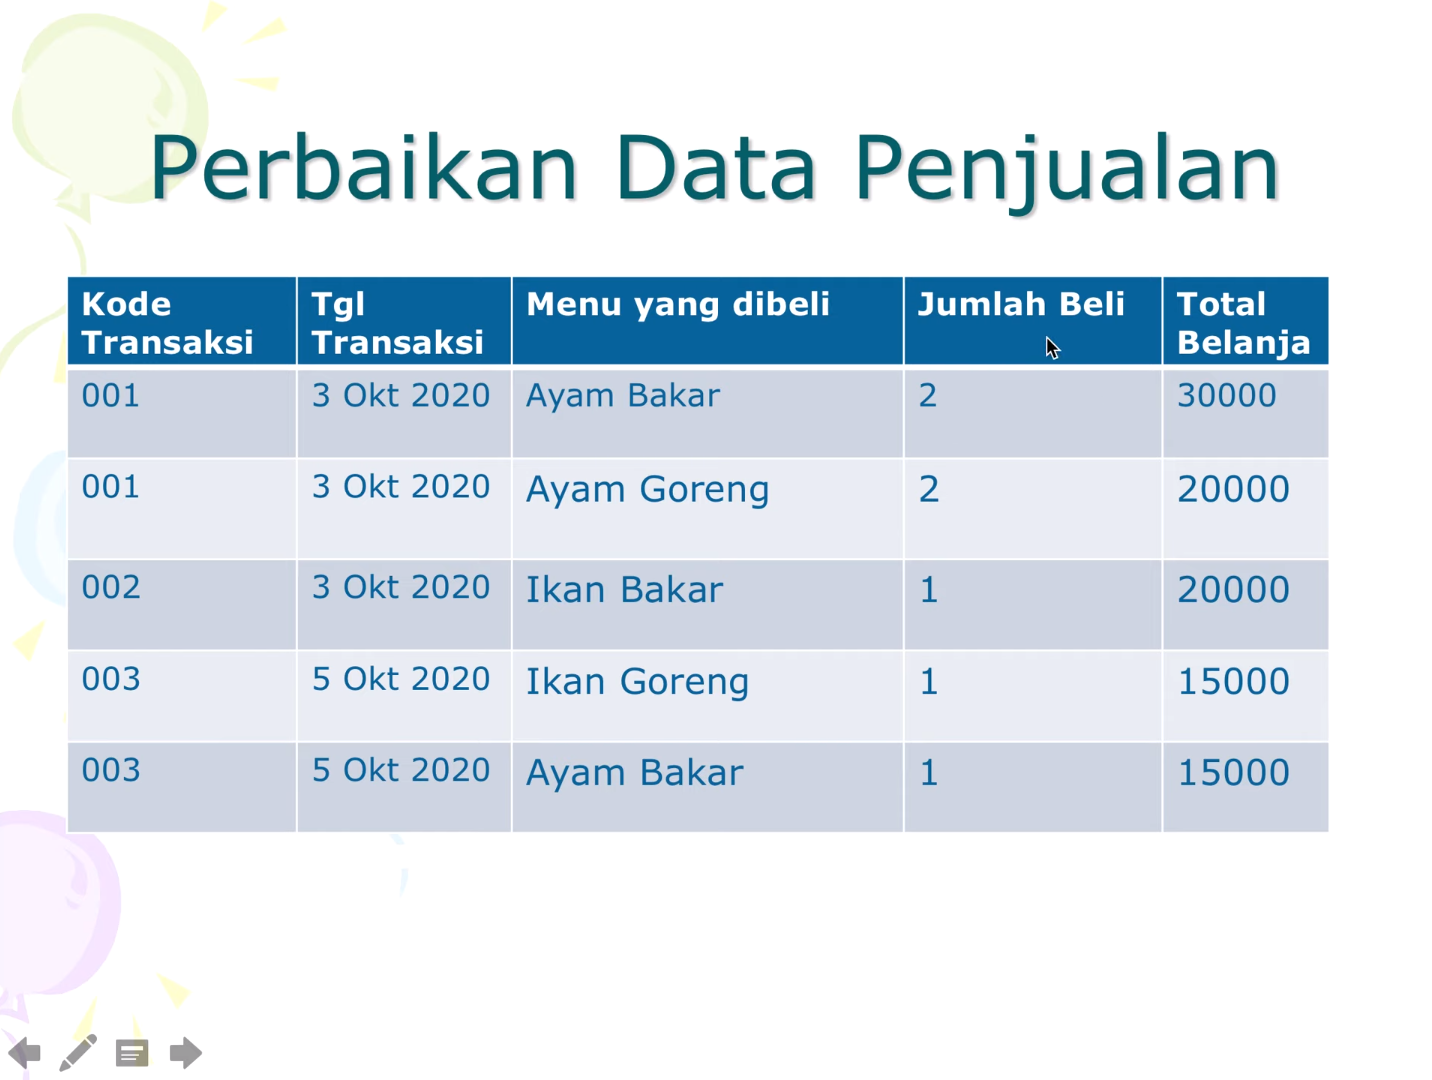 Perbaikan Data Penjualan
Kode Transaksi Tgl Transaksi Menu yang dibeli Jumlah Beli Total Belanja
001 3 Okt 2020 Ayam Bakar 2 30000
001 3 Okt 2020 Ayam Goreng 2 20000
002 3 Okt 2020 Ikan Bakar 1 20000
003 5 Okt 2020 Ikan Goreng 1 15000
003 5 Okt 2020 Ayam Bakar 1 15000